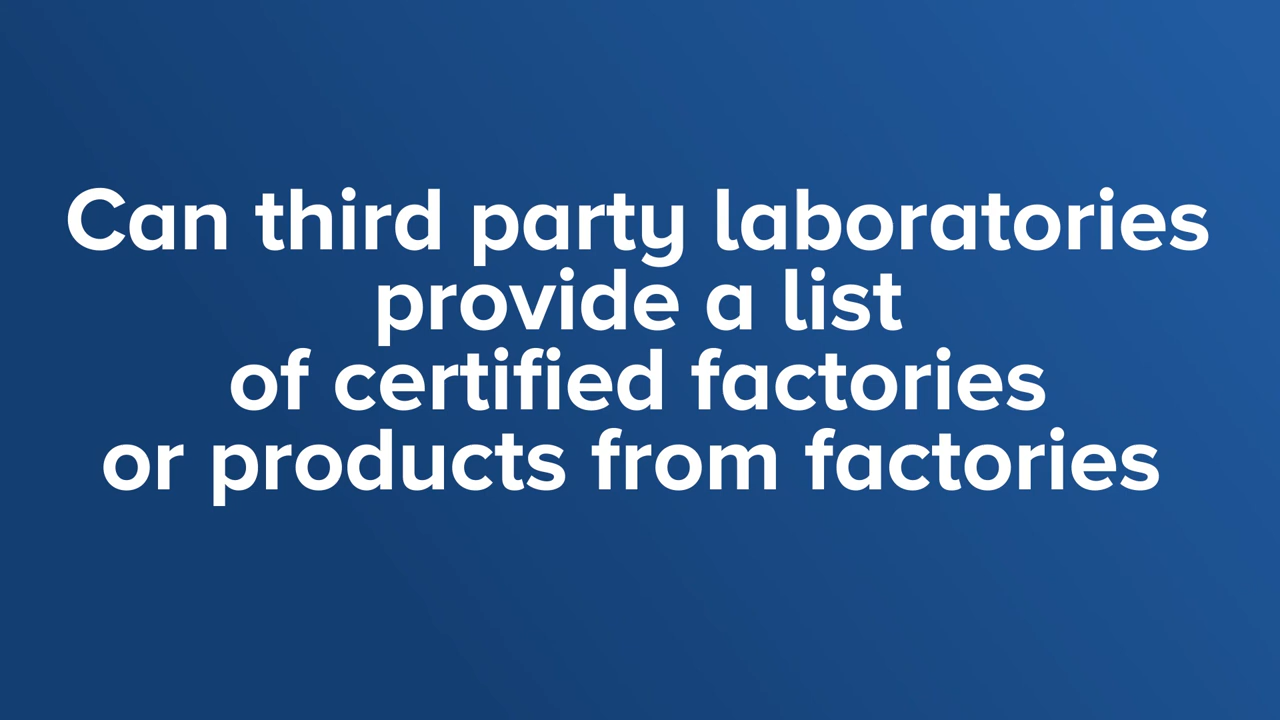 Can third party laboratories
provide a list
of certified factories
or products from factories